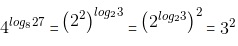 4^{log_8 27} = (2^2)^{log_2 3} = (2^{log_2 3})^2 = 3^2